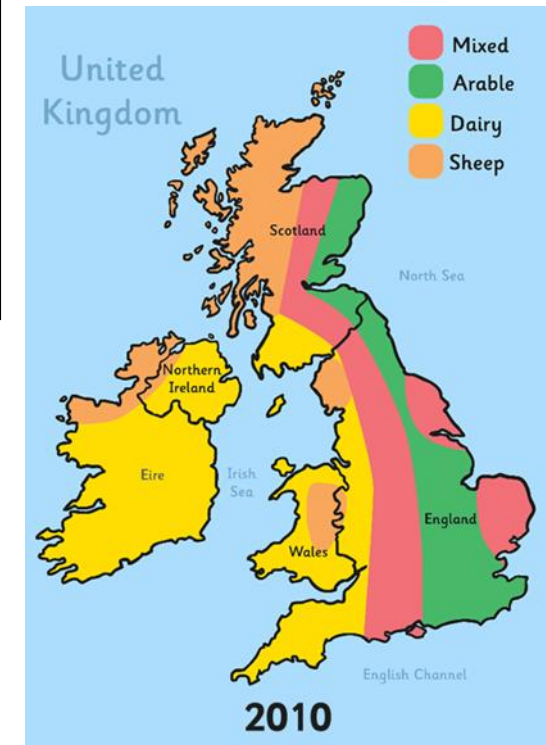 United
Kingdom
Mixed
Arable
Dairy
Sheep
Scotland
North Sea
Northern
Ireland
Eire
Irish
Sea
England
Wales
English Channel
2010